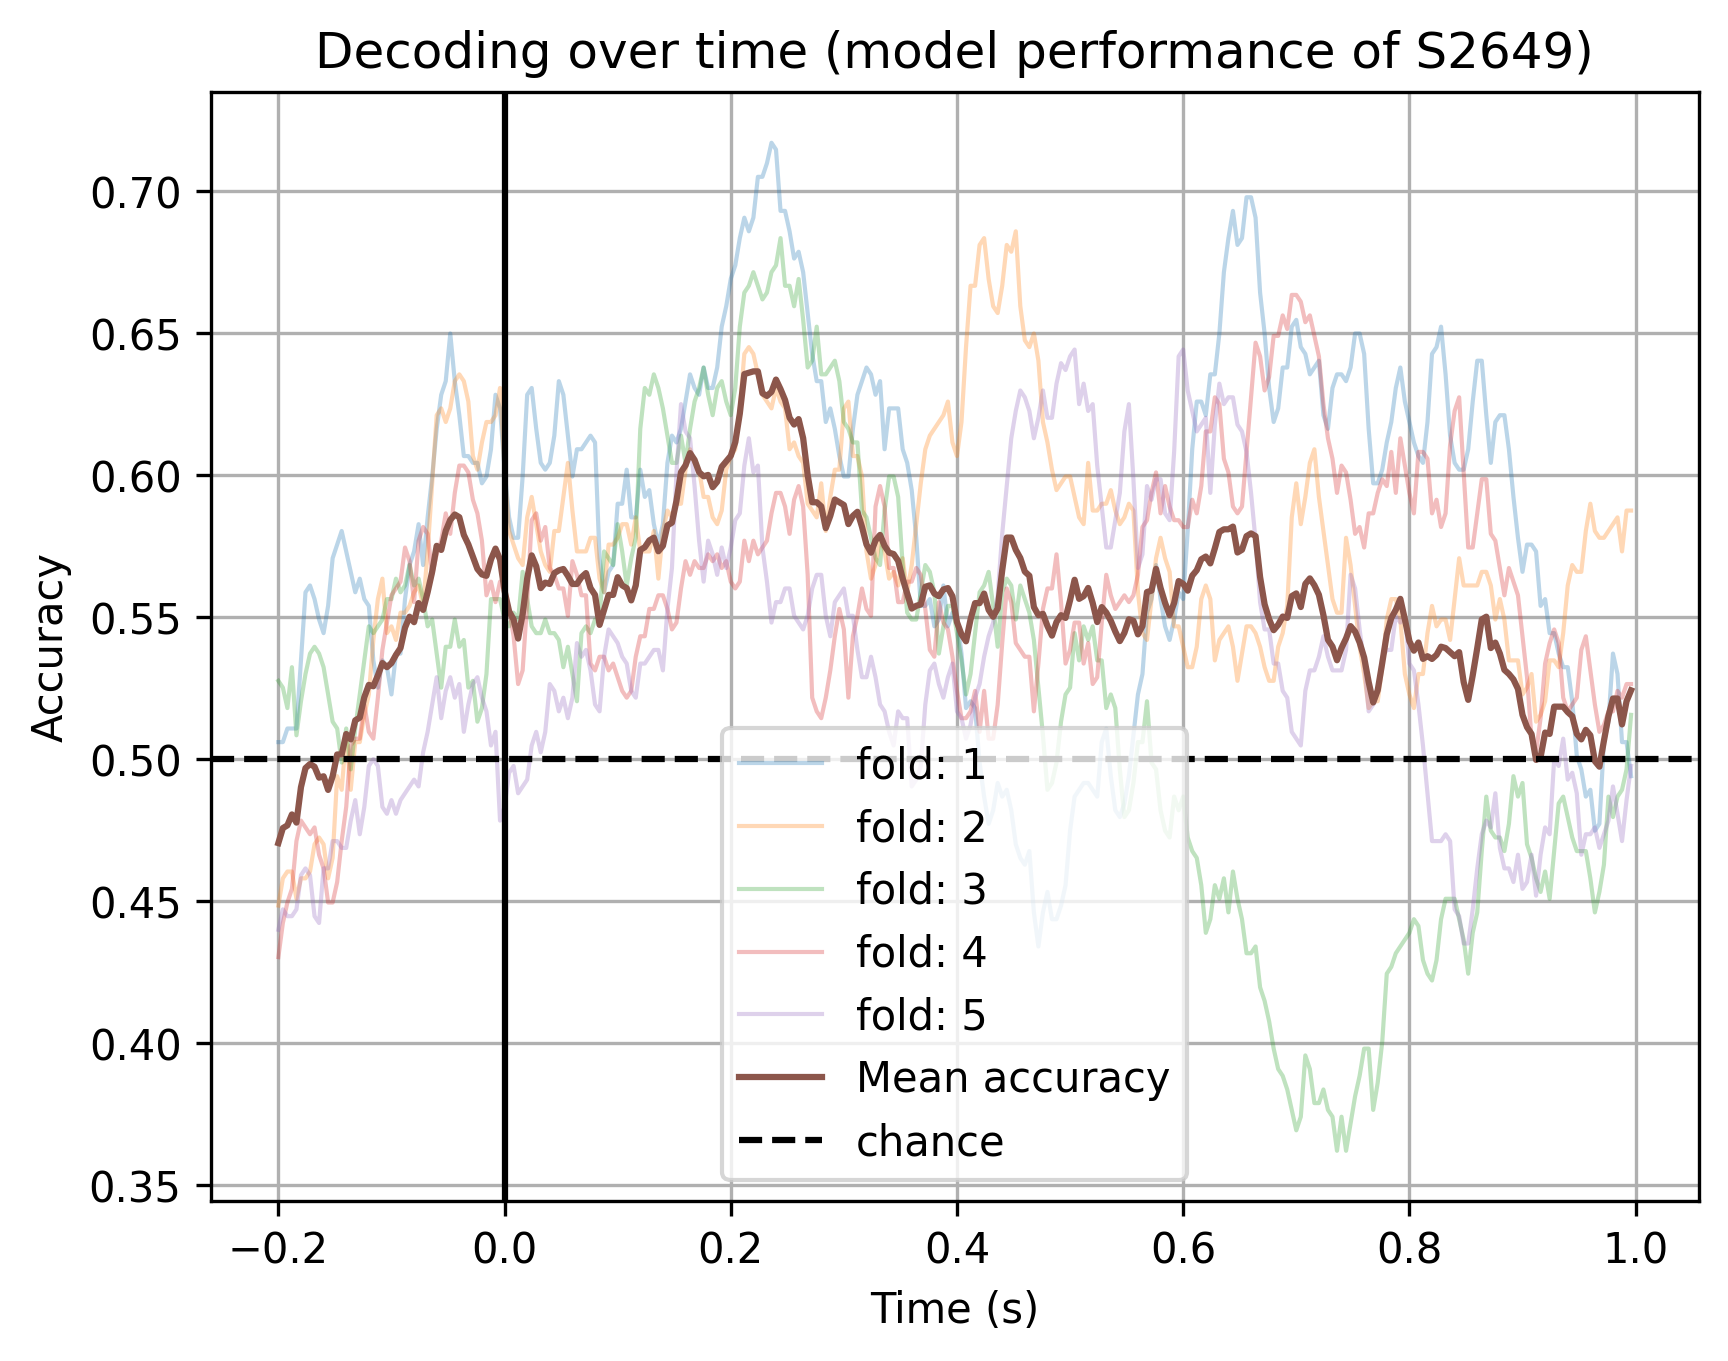 Decoding over time (model performance of S2649)
Accuracy
0.70
0.65
0.60
0.55
0.50
0.45
0.40
0.35
fold: 1
fold: 2
fold: 3
fold: 4
fold: 5
Mean accuracy
chance
−0.2 0.0 0.2 0.4 0.6 0.8 1.0
Time (s)